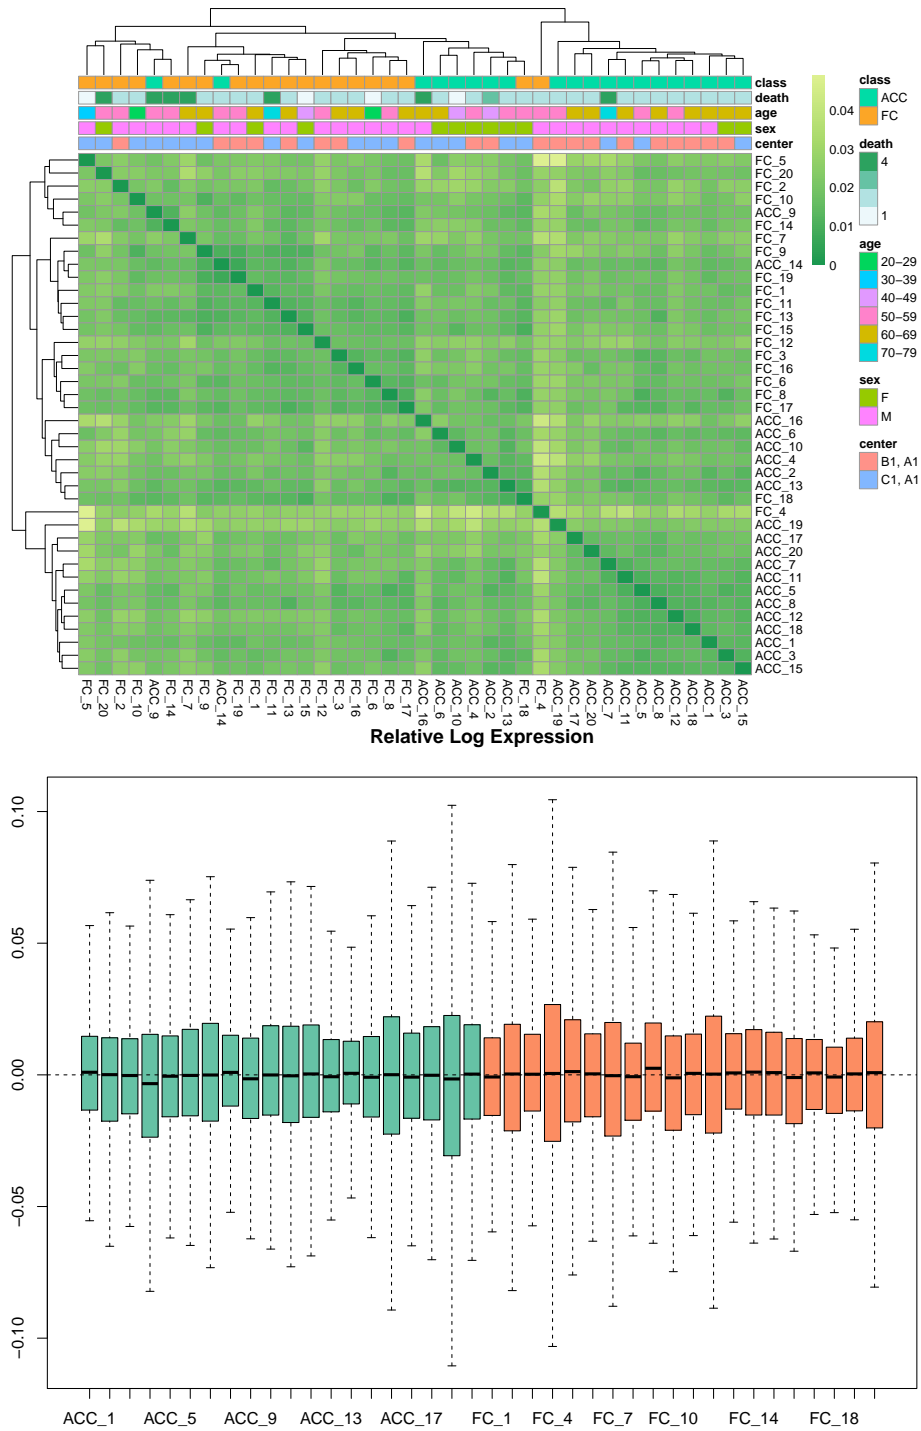 class
death
age
sex
center
FC_5
FC_20
FC_2
FC_10
ACC_9
FC_14
FC_7
FC_9
ACC_14
FC_19
FC_1
FC_11
FC_13
FC_15
FC_12
FC_3
FC_16
FC_6
FC_8
FC_17
ACC_16
ACC_6
ACC_10
ACC_4
ACC_2
ACC_13
FC_18
FC_4
ACC_19
ACC_17
ACC_20
ACC_7
ACC_11
ACC_5
ACC_8
ACC_12
ACC_18
ACC_1
ACC_3
ACC_15
0.04
0.03
0.02
0.01
0
class
ACC
FC
death
4
1
age
20−29
30−39
40−49
50−59
60−69
70−79
sex
F
M
center
B1, A1
C1, A1
FC_5 FC_20 FC_2 FC_10 ACC_9 FC_14 FC_7 FC_9 ACC_14 FC_19 FC_1 FC_11 FC_13 FC_15 FC_12 FC_3 FC_16 FC_6 FC_8 FC_17 ACC_16 ACC_6 ACC_10 ACC_4 ACC_2 ACC_13 FC_18 FC_4 ACC_19 ACC_17 ACC_20 ACC_7 ACC_11 ACC_5 ACC_8 ACC_12 ACC_18 ACC_1 ACC_3 ACC_15
Relative Log Expression
0.10
0.05
0.00
−0.05
−0.10
ACC_1 ACC_5 ACC_9 ACC_13 ACC_17 FC_1 FC_4 FC_7 FC_10 FC_14 FC_18